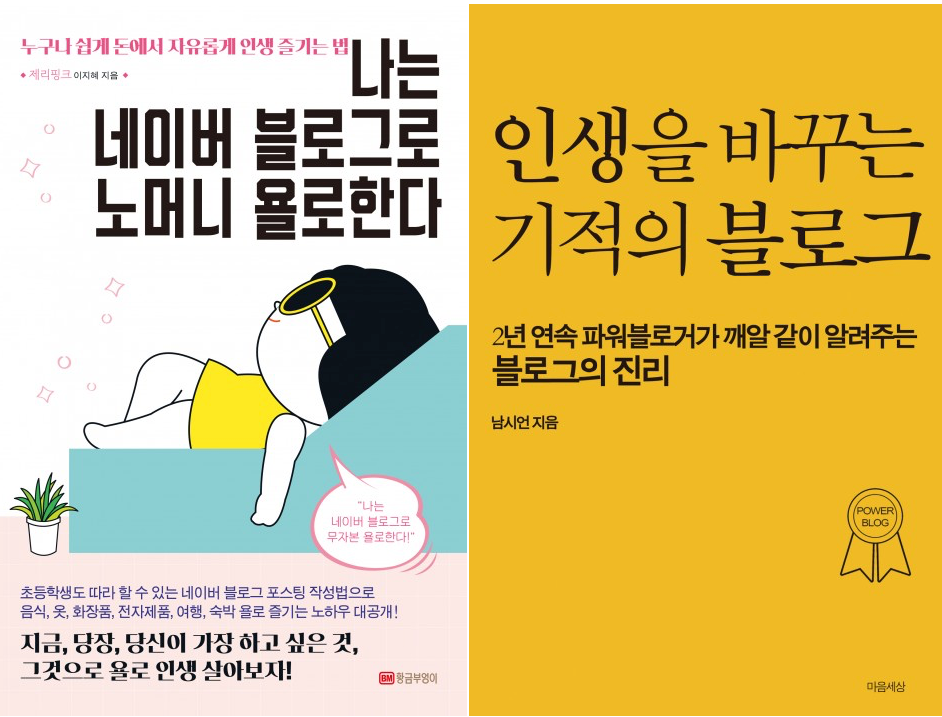 누구나 쉽게 돈에서 자유롭게 인생 즐기는 법
◆ 제리핑크 이지혜 지음 ◆
나는
네이버 블로그로
노머니 욜로한다
"나는
네이버 블로그로
무자본 욜로한다!"
초등학생도 따라 할 수 있는 네이버 블로그 포스팅 작성법으로
음식, 옷, 화장품, 전자제품, 여행, 숙박 욜로 즐기는 노하우 대공개!
지금, 당장, 당신이 가장 하고 싶은 것,
그것으로 욜로 인생 살아보자!
BM 황금부엉이
인생을 바꾸는
기적의 블로그
2년 연속 파워블로거가 깨알 같이 알려주는
블로그의 진리
남시언 지음
POWER
BLOG
마음세상